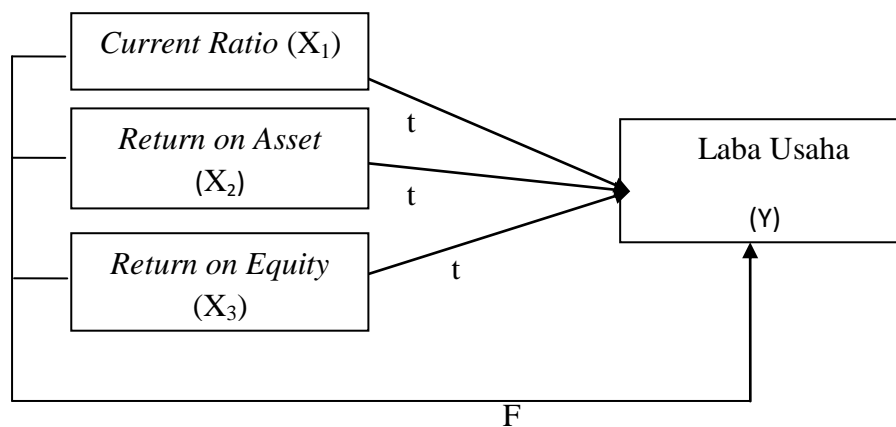 Current Ratio (X₁)
t
Return on Asset
(X₂)
t
Return on Equity
(X₃)
t
Laba Usaha
(Y)
F